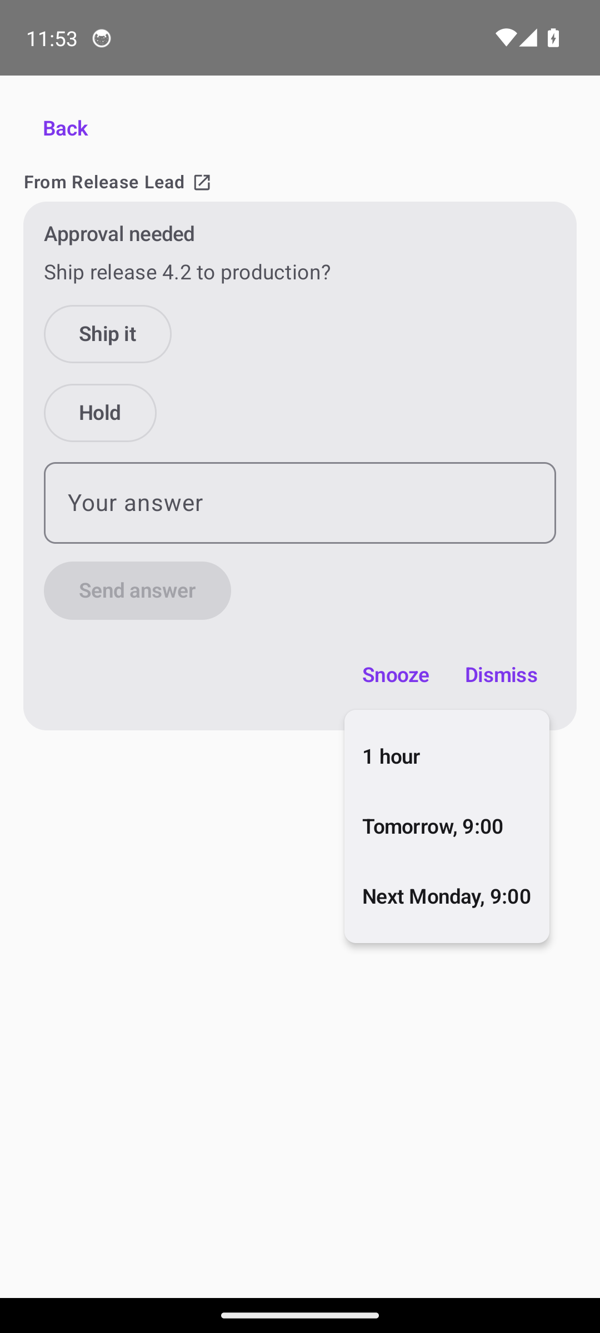 11:53
Back
From Release Lead
Approval needed
Ship release 4.2 to production?
Ship it
Hold
Your answer
Send answer
Snooze Dismiss
1 hour
Tomorrow, 9:00
Next Monday, 9:00